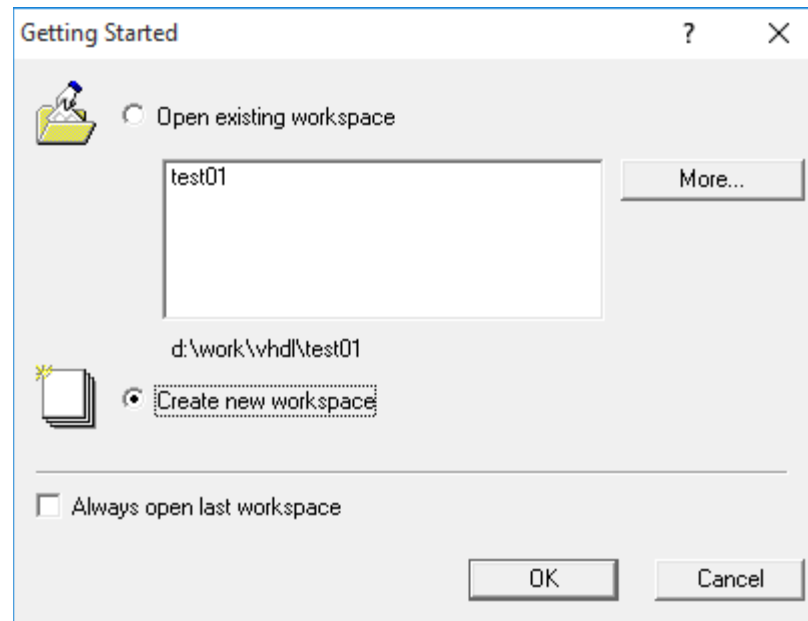 Getting Started
?
Open existing workspace
test01
More...
d:\work\vhdl\test01
Create new workspace
Always open last workspace
OK
Cancel